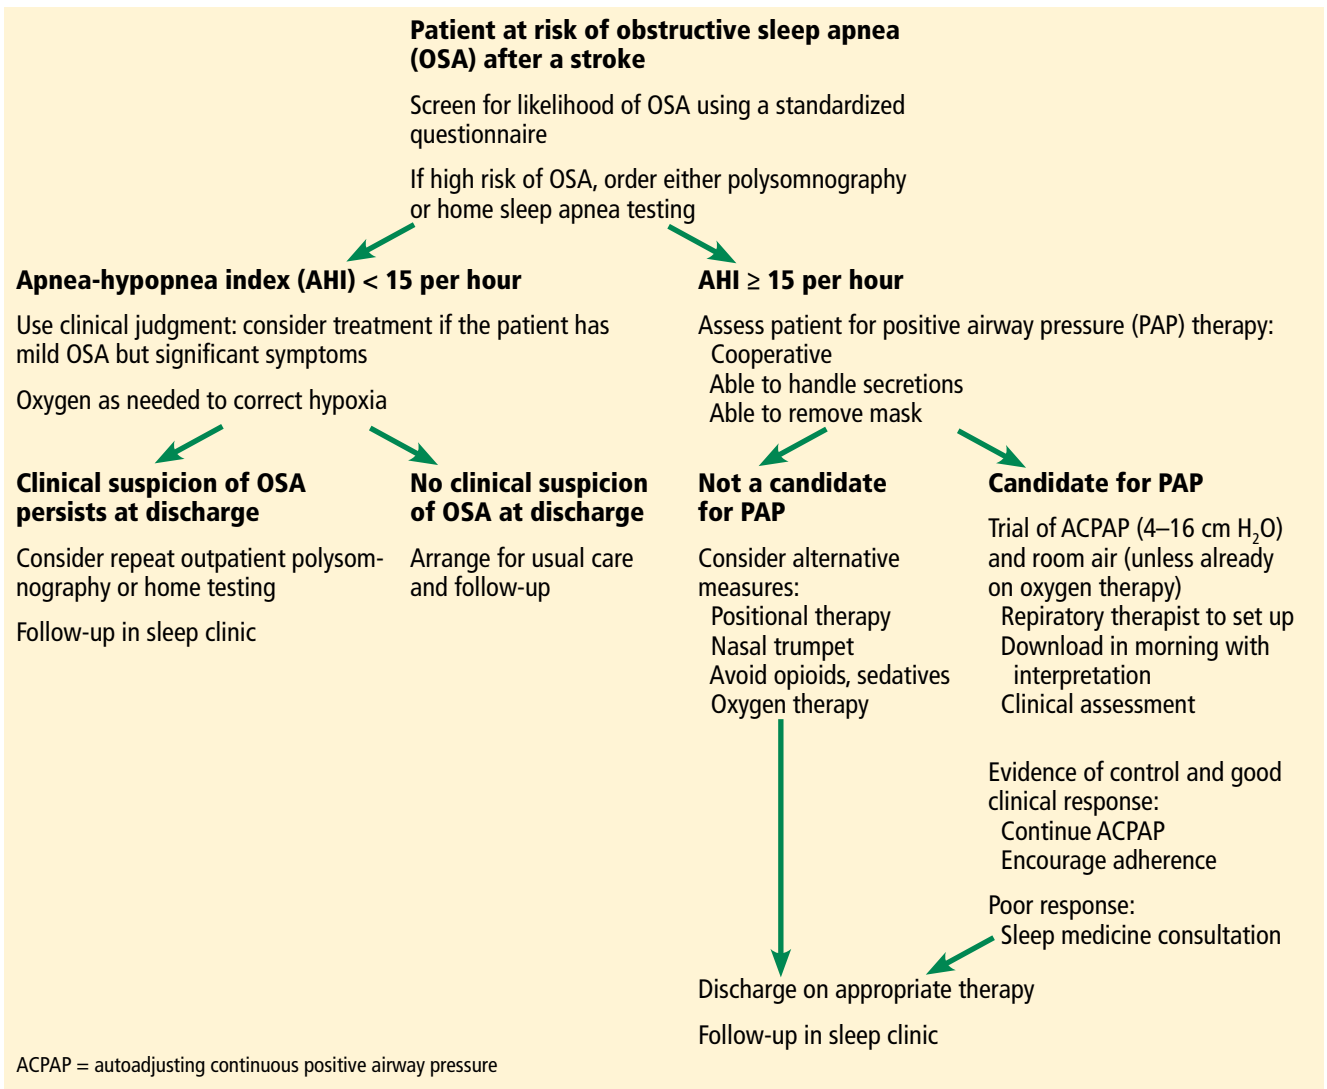 Patient at risk of obstructive sleep apnea
(OSA) after a stroke
Screen for likelihood of OSA using a standardized
questionnaire
If high risk of OSA, order either polysomnography
or home sleep apnea testing
Apnea-hypopnea index (AHI) < 15 per hour
Use clinical judgment: consider treatment if the patient has
mild OSA but significant symptoms
Oxygen as needed to correct hypoxia
AHI ≥ 15 per hour
Assess patient for positive airway pressure (PAP) therapy:
Cooperative
Able to handle secretions
Able to remove mask
Clinical suspicion of OSA
persists at discharge
Consider repeat outpatient polysom-
nography or home testing
Follow-up in sleep clinic
No clinical suspicion
of OSA at discharge
Arrange for usual care
and follow-up
Not a candidate
for PAP
Consider alternative
measures:
Positional therapy
Nasal trumpet
Avoid opioids, sedatives
Oxygen therapy
Candidate for PAP
Trial of ACPAP (4–16 cm H₂O)
and room air (unless already
on oxygen therapy)
Repiratory therapist to set up
Download in morning with
interpretation
Clinical assessment
Evidence of control and good
clinical response:
Continue ACPAP
Encourage adherence
Poor response:
Sleep medicine consultation
Discharge on appropriate therapy
Follow-up in sleep clinic
ACPAP = autoadjusting continuous positive airway pressure